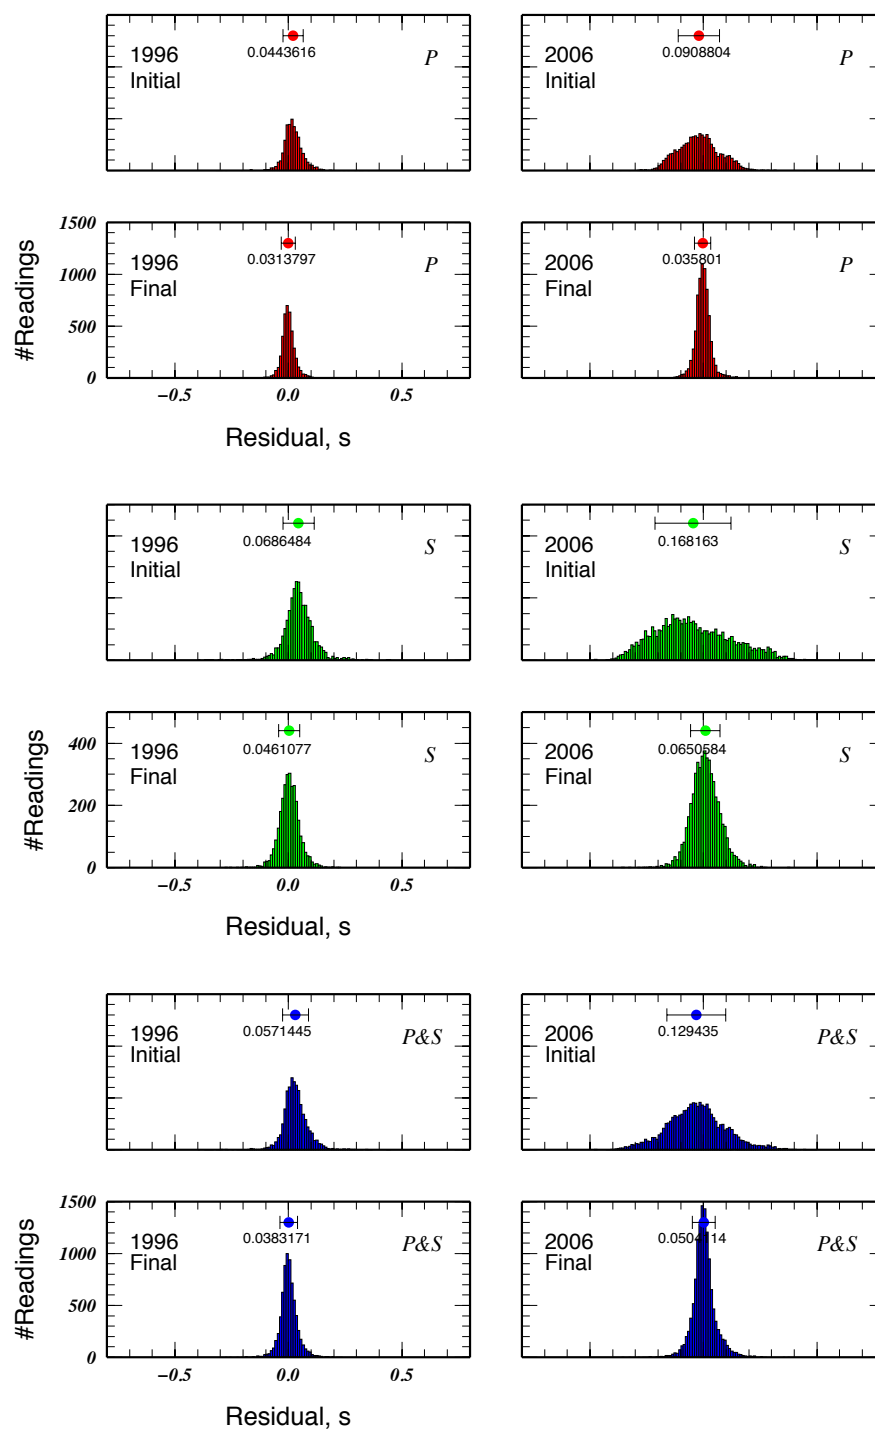 1996
Initial
0.0443616
P
2006
Initial
0.0908804
P
#Readings
1500
1000
500
0
1996
Final
0.0313797
P
2006
Final
0.035801
P
−0.5
0.0
0.5
Residual, s
1996
Initial
0.0686484
S
2006
Initial
0.168163
S
#Readings
400
200
0
1996
Final
0.0461077
S
2006
Final
0.0650584
S
−0.5
0.0
0.5
Residual, s
1996
Initial
0.0571445
P&S
2006
Initial
0.129435
P&S
#Readings
1500
1000
500
0
1996
Final
0.0383171
P&S
2006
Final
P&S
−0.5
0.0
0.5
Residual, s